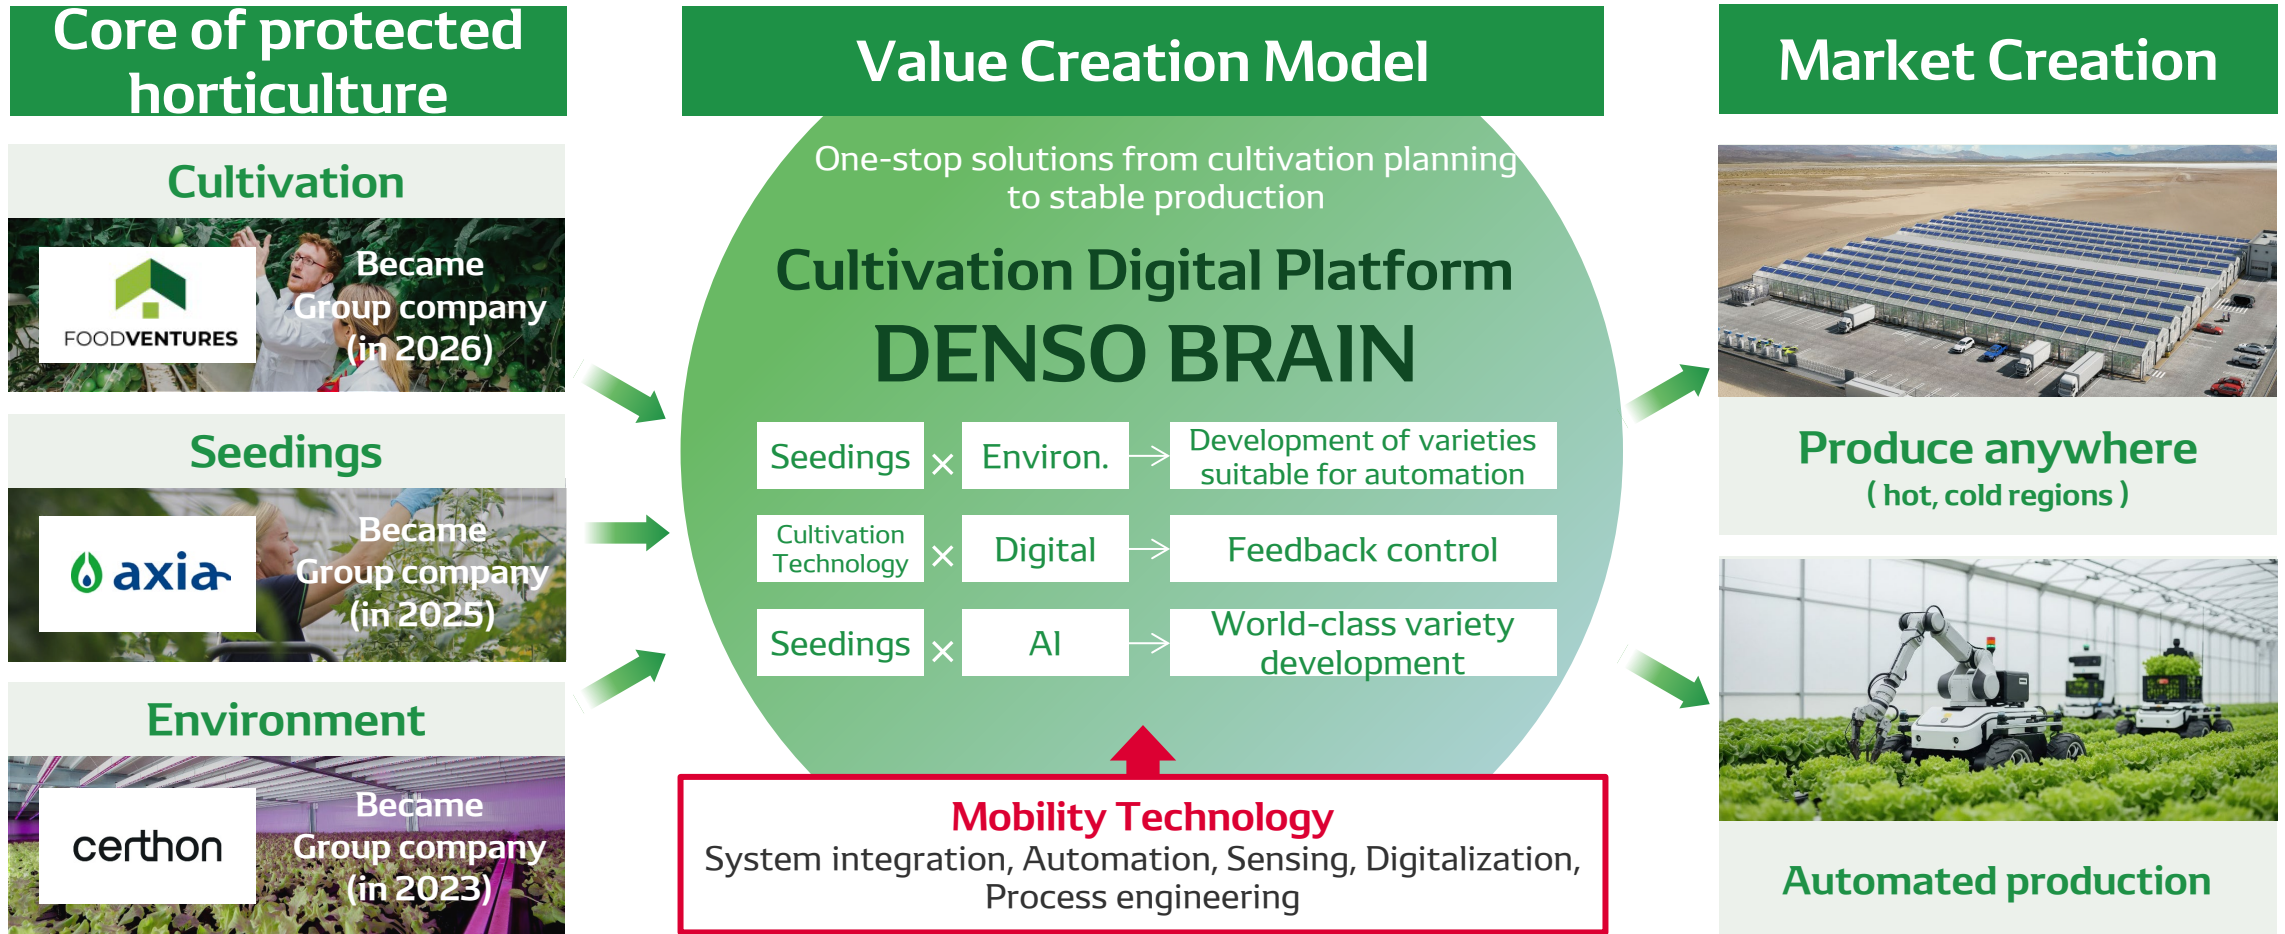 Core of protected
horticulture
Cultivation
FOODVENTURES
Became
Group company
(in 2026)
Seedings
axia
Became
Group company
(in 2025)
Environment
certhon
Became
Group company
(in 2023)
Value Creation Model
One-stop solutions from cultivation planning
to stable production
Cultivation Digital Platform
DENSO BRAIN
Seedings × Environ. → Development of varieties
suitable for automation
Cultivation
Technology × Digital → Feedback control
Seedings × AI → World-class variety
development
Mobility Technology
System integration, Automation, Sensing, Digitalization,
Process engineering
Market Creation
Produce anywhere
( hot, cold regions )
Automated production